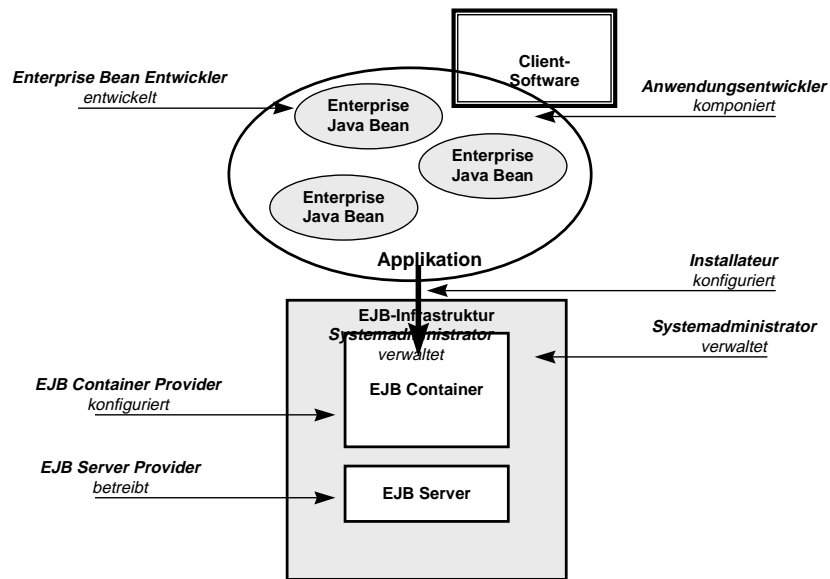 Client-
Software
Enterprise Bean Entwickler
entwickelt
Anwendungsentwickler
komponiert
Enterprise
Java Bean
Enterprise
Java Bean
Enterprise
Java Bean
Applikation
Installateur
konfiguriert
EJB-Infrastruktur
Systemadministrator
verwaltet
Systemadministrator
verwaltet
EJB Container Provider
konfiguriert
EJB Container
EJB Server Provider
betreibt
EJB Server